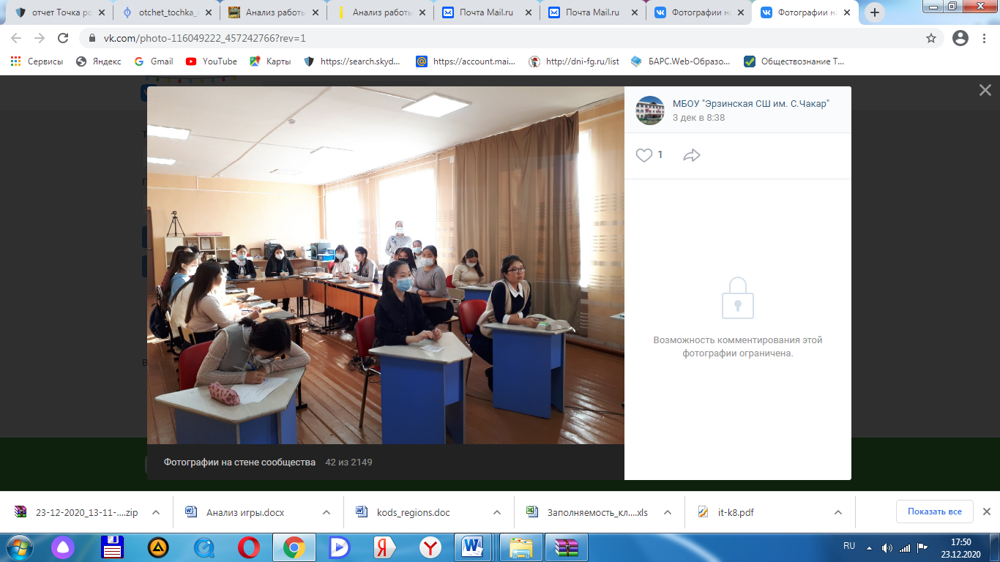 отчет Точка ро
otchet_tochka_
Анализ работы
Анализ работы
Почта Mail.ru
Почта Mail.ru
Фотографии на
Фотографии на
vk.com/photo-116049222_457242766?rev=1
Сервисы
Яндекс
Gmail
YouTube
Карты
https://search.skyd...
https://account.mai...
http://dni-fg.ru/list
БАРС.Web-Образо...
Обществознание Т...
МБОУ "Эрзинская СШ им. С.Чакар"
3 дек в 8:38
1
Возможность комментирования этой
фотографии ограничена.
Фотографии на стене сообщества 42 из 2149
23-12-2020_13-11-....zip
Анализ игры.docx
kods_regions.doc
Заполняемость_кл....xls
it-k8.pdf
Показать все
RU
17:50
23.12.2020